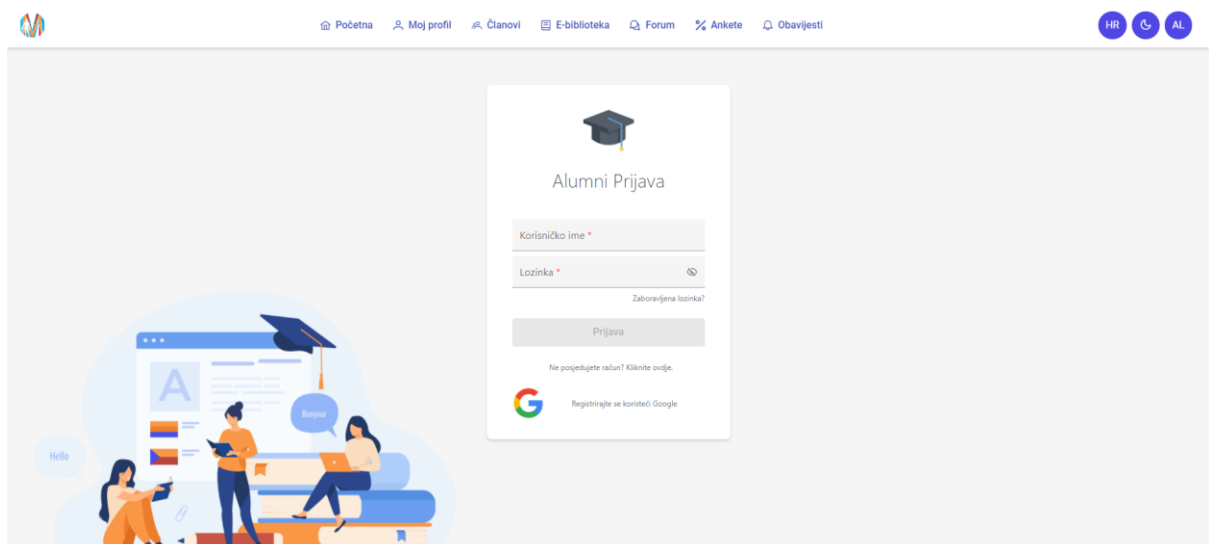 Početna Moj profil Članovi E-biblioteka Forum Ankete Obavijesti HR AL
Alumni Prijava
Korisničko ime *
Lozinka *
Zaboravljena lozinka?
Prijava
Ne posjedujete račun? Kliknite ovdje.
Registrirajte se koristeći Google
A
Bonjour
Hello